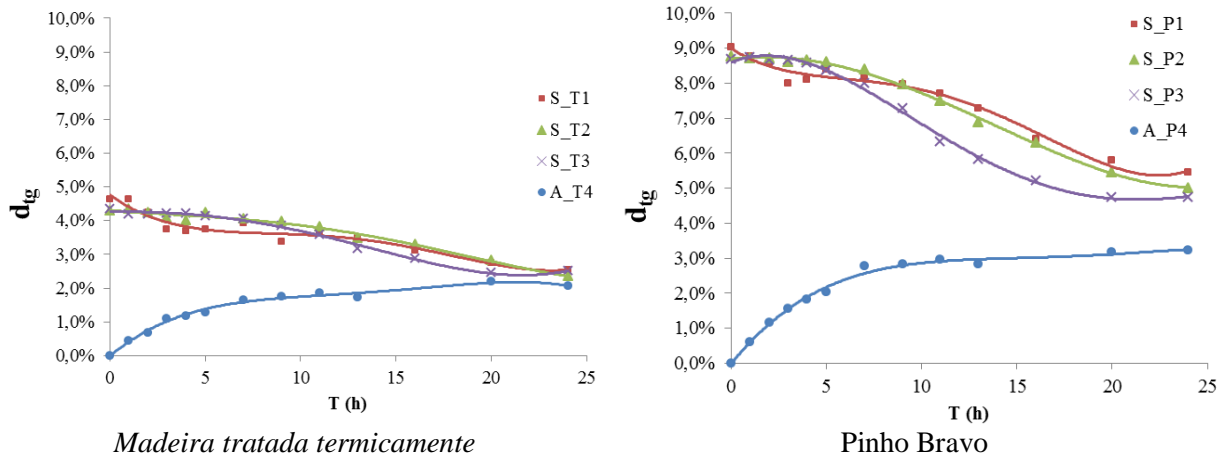 10,0%
9,0%
8,0%
7,0%
6,0%
5,0%
4,0%
3,0%
2,0%
1,0%
0,0%
d_tg
S_T1
S_T2
S_T3
A_T4
0 5 10 15 20 25
T (h)
Madeira tratada termicamente
10,0%
9,0%
8,0%
7,0%
6,0%
5,0%
4,0%
3,0%
2,0%
1,0%
0,0%
d_tg
S_P1
S_P2
S_P3
A_P4
0 5 10 15 20 25
T (h)
Pinho Bravo